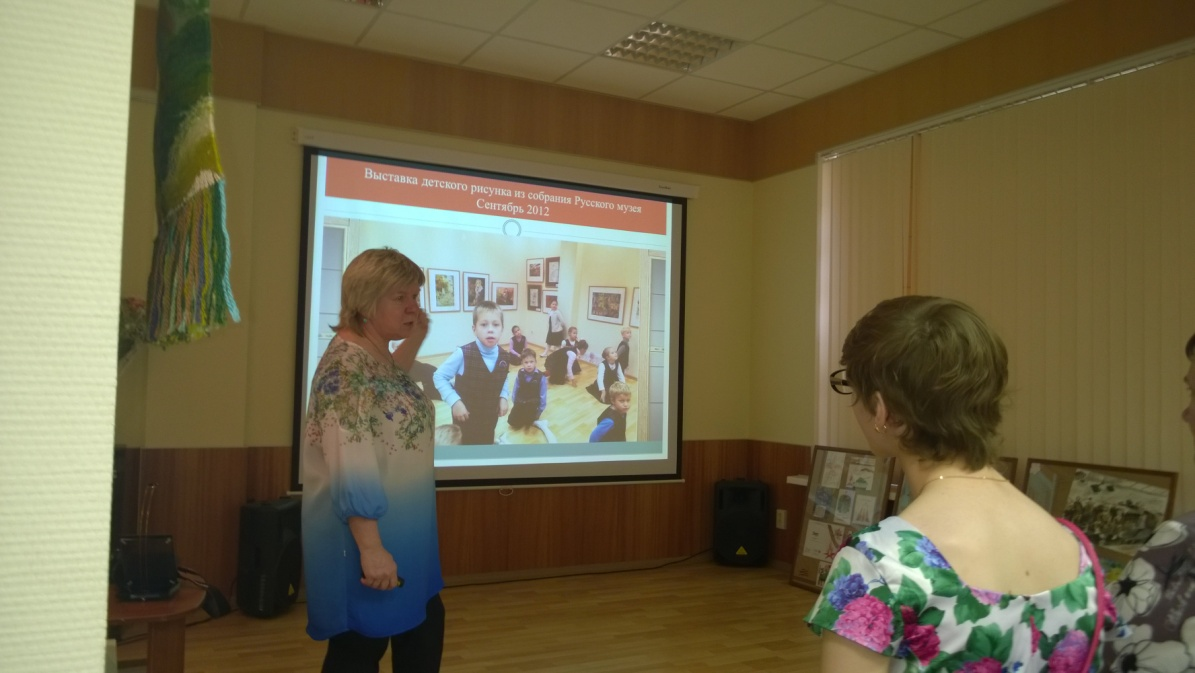 Выставка детского рисунка из собрания Русского музея
Сентябрь 2012